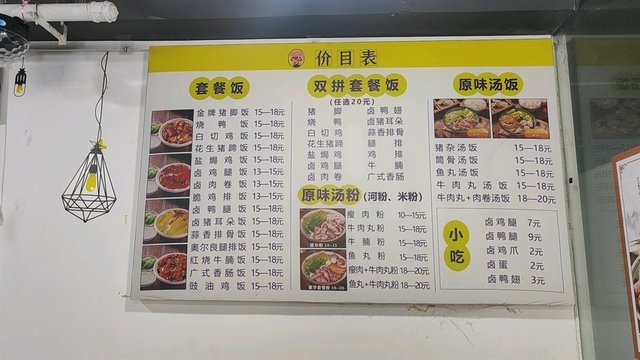 价目表
套餐饭
金牌猪脚饭 15—18元
烧鸭饭 15—18元
白切鸡饭 15—18元
花生猪蹄饭 15—18元
盐焗鸡饭 15—18元
卤鸡腿饭 13—15元
卤肉卷饭 13—15元
脆鸡排饭 15—18元
卤鸭腿饭 15—18元
卤猪耳朵饭 15—18元
蒜香排骨饭 15—18元
奥尔良腿排饭 15—18元
红烧牛腩饭 15—18元
广式香肠饭 15—18元
豉油鸡饭 15—18元
双拼套餐饭
(任选20元)
猪脚 卤鸭翅
烧鸭 卤猪耳朵
白切鸡 蒜香排骨
花生猪蹄 腿排
盐焗鸡 鸡排
卤鸡腿 牛腩
卤肉卷 广式香肠
原味汤粉 (河粉、米粉)
瘦肉粉 10—15元
牛肉丸粉 15—18元
牛腩粉 15—18元
鱼丸粉 15—18元
瘦肉+牛肉丸粉 18—20元
鱼丸+牛肉丸粉 18—20元
原味汤饭
猪杂汤饭 15—18元
筒骨汤饭 15—18元
鱼丸汤饭 15—18元
牛肉丸汤饭 15—18元
牛肉丸+肉卷汤饭 18—20元
小吃
卤鸡腿 7元
卤鸭腿 9元
卤鸡爪 2元
卤蛋 2元
卤鸭翅 3元